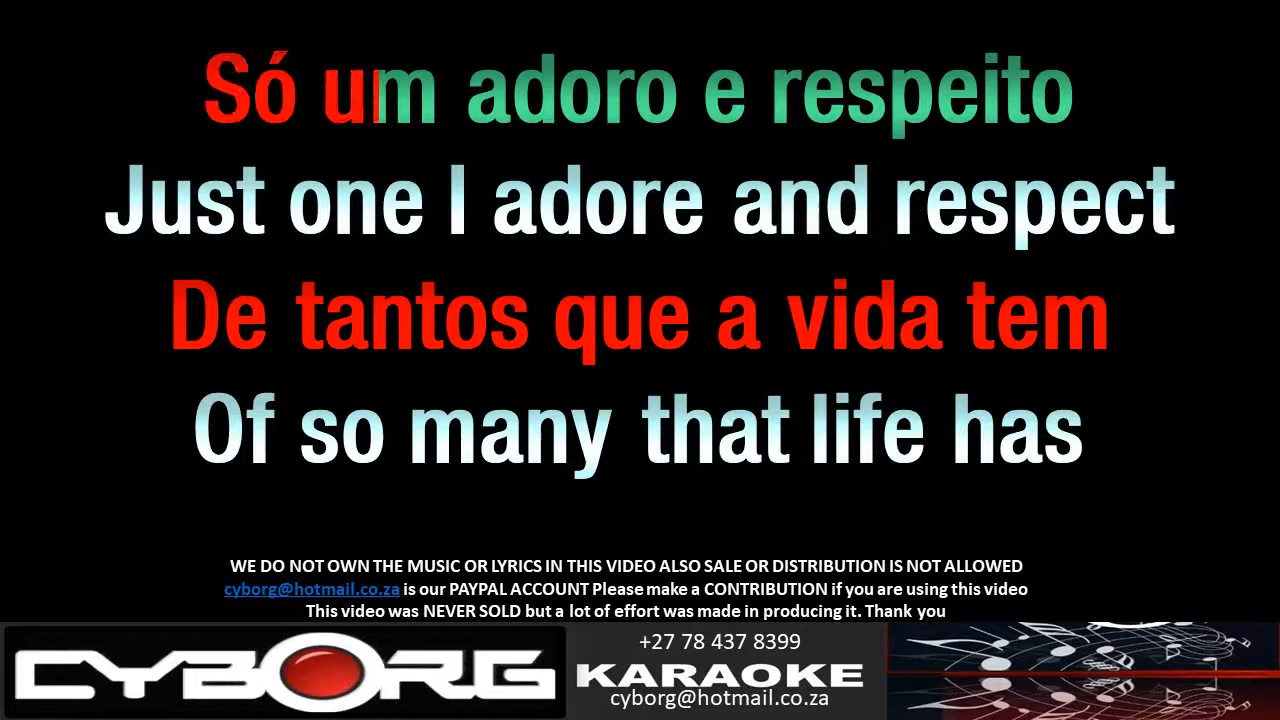 Só um adoro e respeito
Just one I adore and respect
De tantos que a vida tem
Of so many that life has
WE DO NOT OWN THE MUSIC OR LYRICS IN THIS VIDEO ALSO SALE OR DISTRIBUTION IS NOT ALLOWED
cyborg@hotmail.co.za is our PAYPAL ACCOUNT Please make a CONTRIBUTION if you are using this video
This video was NEVER SOLD but a lot of effort was made in producing it. Thank you
CYBORG
+27 78 437 8399
KARAOKE
cyborg@hotmail.co.za